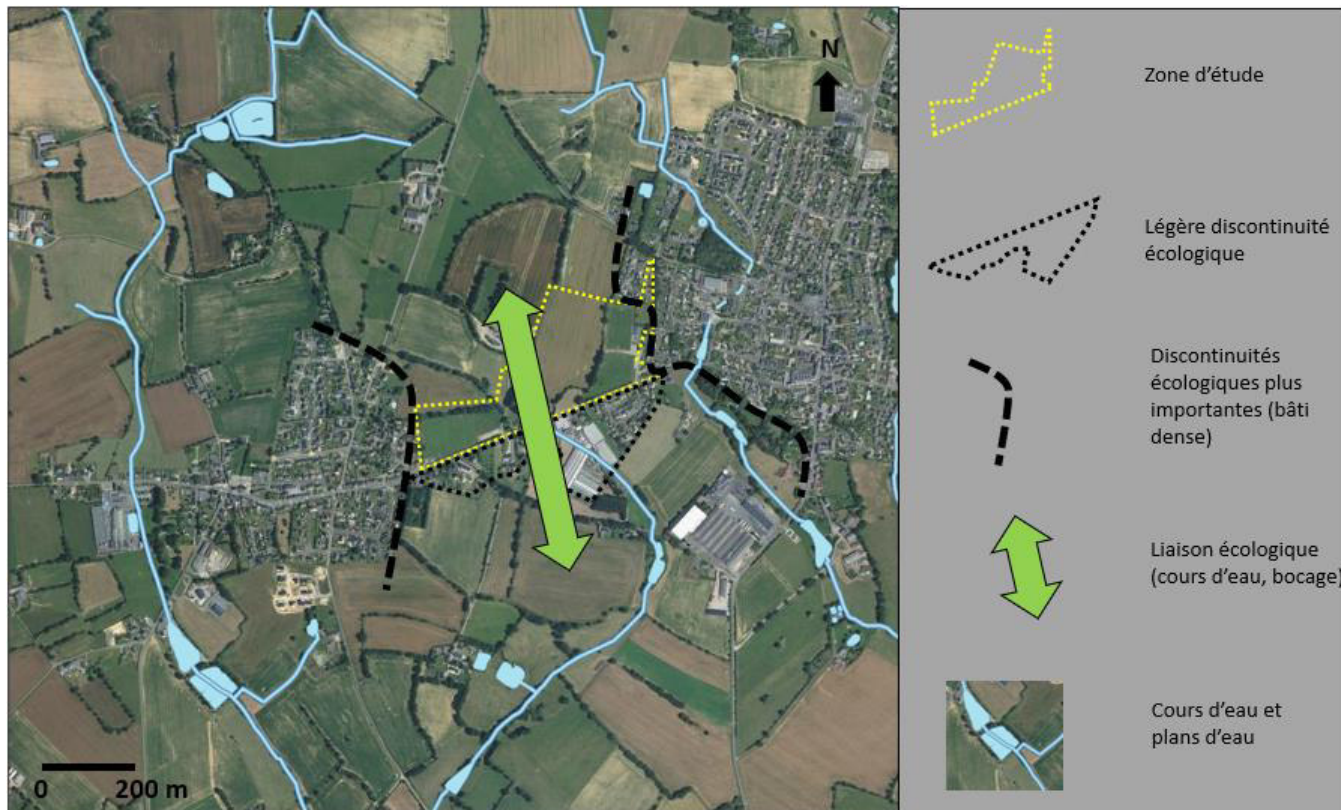 N
0 200 m
Zone d'étude
Légère discontinuité
écologique
Discontinuités
écologiques plus
importantes (bâti
dense)
Liaison écologique
(cours d'eau, bocage)
Cours d'eau et
plans d'eau